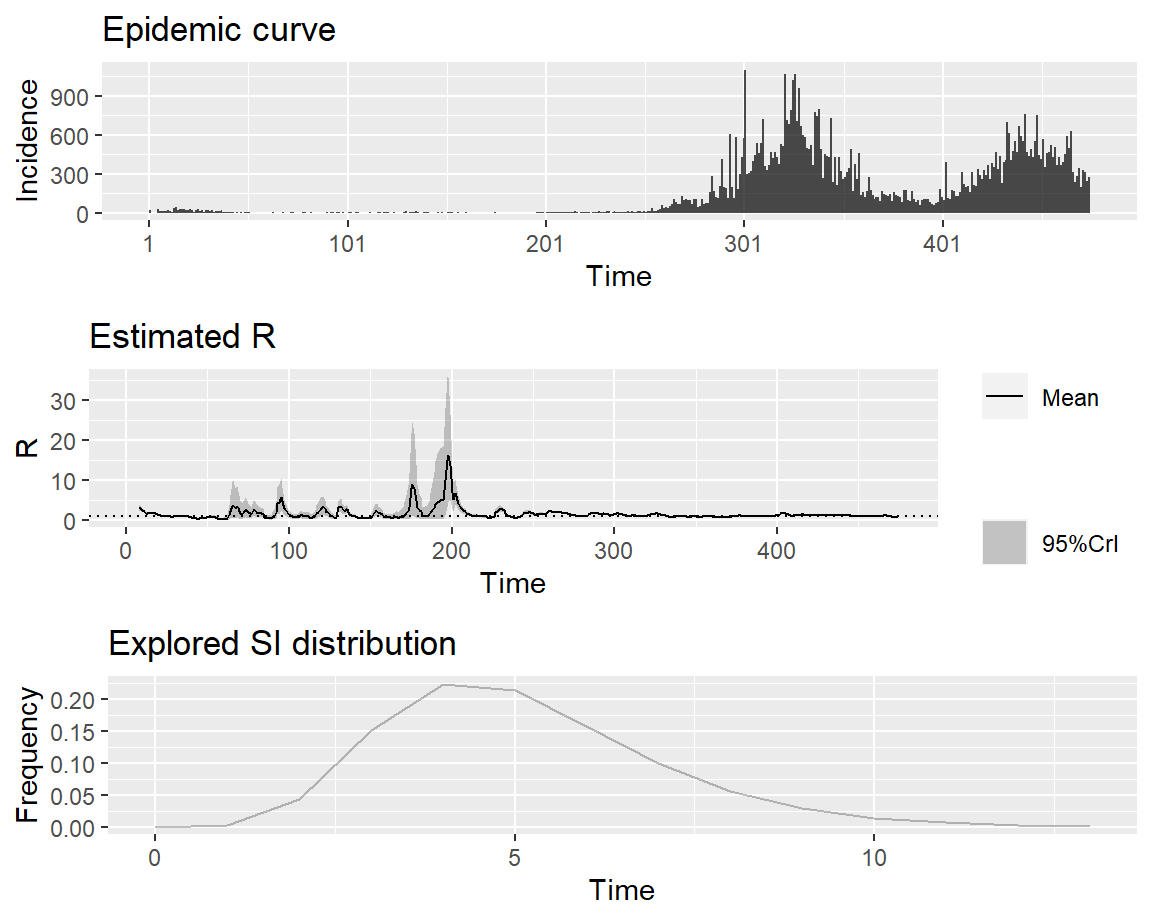 Epidemic curve
Incidence
900
600
300
0
1 101 201 301 401
Time
Estimated R
R
30
20
10
0
0 100 200 300 400
Time
Mean
95%CrI
Explored SI distribution
Frequency
0.20
0.15
0.10
0.05
0.00
0 5 10
Time